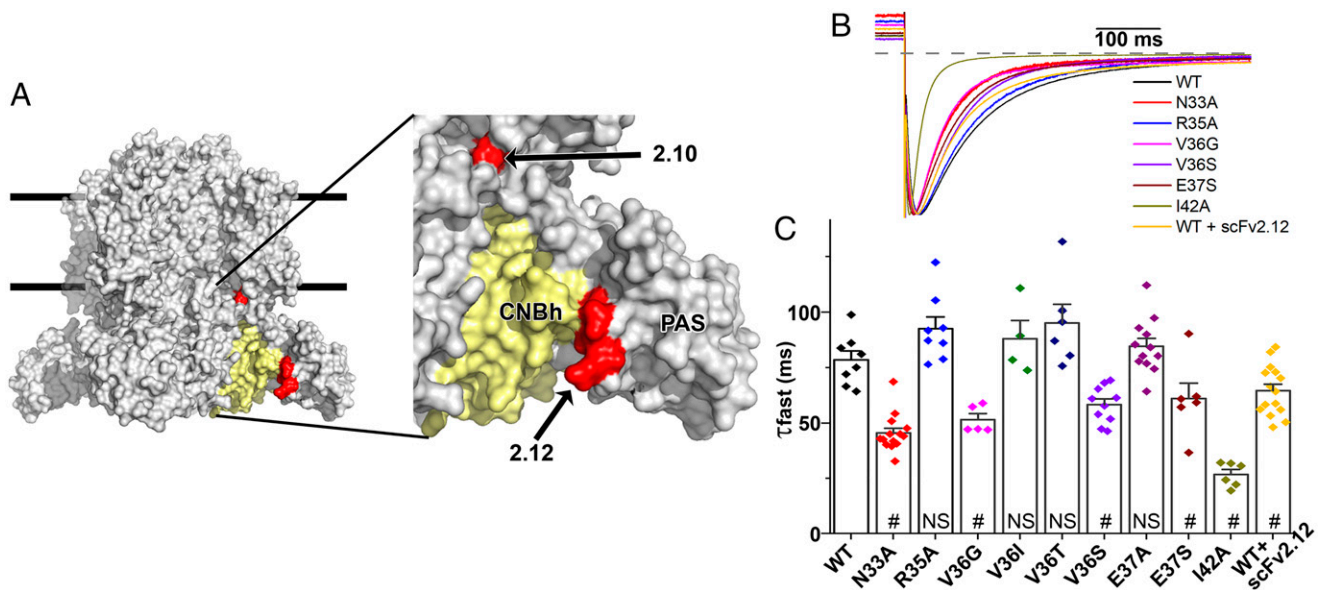 A
2.10
CNBh
PAS
2.12
B
100 ms
WT
N33A
R35A
V36G
V36S
E37S
I42A
WT + scFv2.12
C
τfast (ms)
100
50
0
# NS # NS NS # NS # # #
WT
N33A
R35A
V36G
V36I
V36T
V36S
E37A
E37S
I42A
WT+
scFv2.12